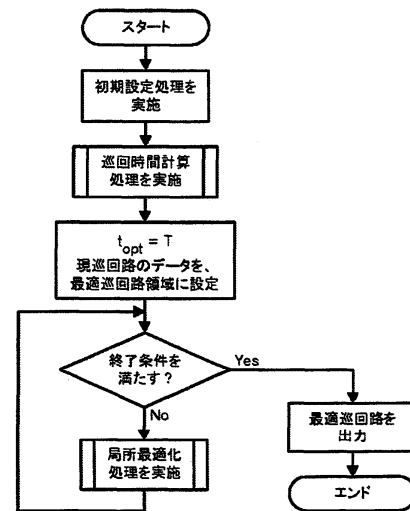 スタート
初期設定処理を
実施
巡回時間計算
処理を実施
t_opt = T
現巡回路のデータを、
最適巡回路領域に設定
終了条件を
満たす?
Yes
No
最適巡回路を
出力
局所最適化
処理を実施
エンド